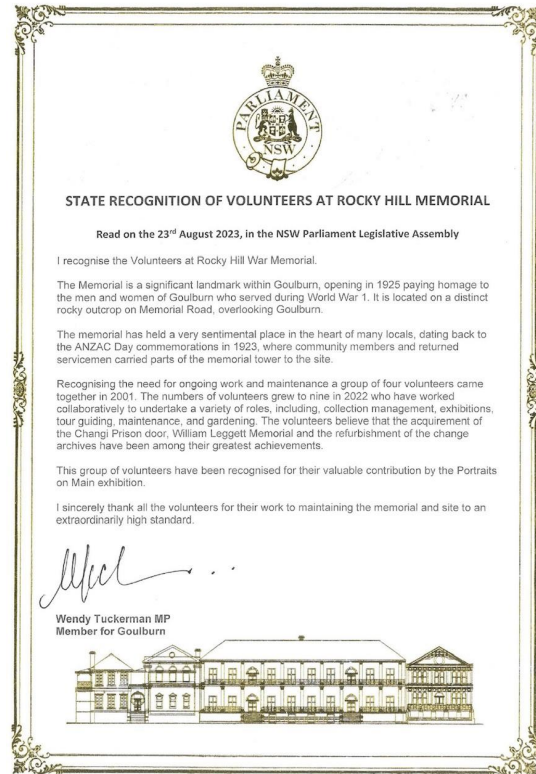 PARLIAMENT
NSW
STATE RECOGNITION OF VOLUNTEERS AT ROCKY HILL MEMORIAL
Read on the 23rd August 2023, in the NSW Parliament Legislative Assembly
I recognise the Volunteers at Rocky Hill War Memorial.
The Memorial is a significant landmark within Goulburn, opening in 1925 paying homage to
the men and women of Goulburn who served during World War 1. It is located on a distinct
rocky outcrop on Memorial Road, overlooking Goulburn.
The memorial has held a very sentimental place in the heart of many locals, dating back to
the ANZAC Day commemorations in 1923, where community members and returned
servicemen carried parts of the memorial tower to the site.
Recognising the need for ongoing work and maintenance a group of four volunteers came
together in 2001. The numbers of volunteers grew to nine in 2022 who have worked
collaboratively to undertake a variety of roles, including, collection management, exhibitions,
tour guiding, maintenance, and gardening. The volunteers believe that the acquirement of
the Changi Prison door, William Leggett Memorial and the refurbishment of the change
archives have been among their greatest achievements.
This group of volunteers have been recognised for their valuable contribution by the Portraits
on Main exhibition.
I sincerely thank all the volunteers for their work to maintaining the memorial and site to an
extraordinarily high standard.
Wendy Tuckerman MP
Member for Goulburn